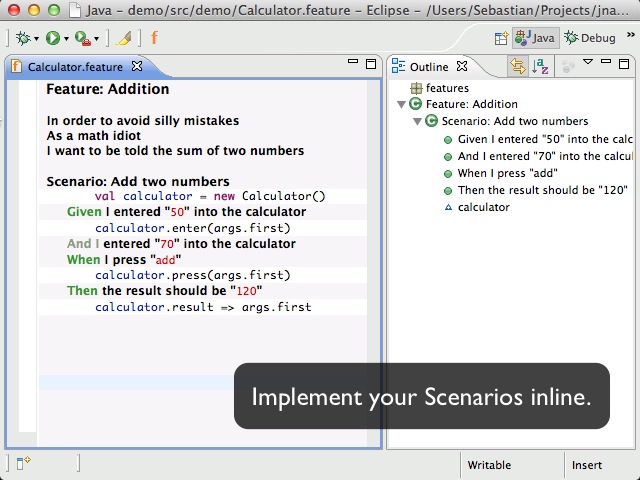 Java – demo/src/demo/Calculator.feature – Eclipse – /Users/Sebastian/Projects/jna...
Java
Debug
»
Calculator.feature
Feature: Addition
In order to avoid silly mistakes
As a math idiot
I want to be told the sum of two numbers
Scenario: Add two numbers
val calculator = new Calculator()
Given I entered "50" into the calculator
calculator.enter(args.first)
And I entered "70" into the calculator
When I press "add"
calculator.press(args.first)
Then the result should be "120"
calculator.result => args.first
Outline
features
Feature: Addition
Scenario: Add two numbers
Given I entered "50" into the calc
And I entered "70" into the calcul
When I press "add"
Then the result should be "120"
calculator
Implement your Scenarios inline.
Writable
Insert